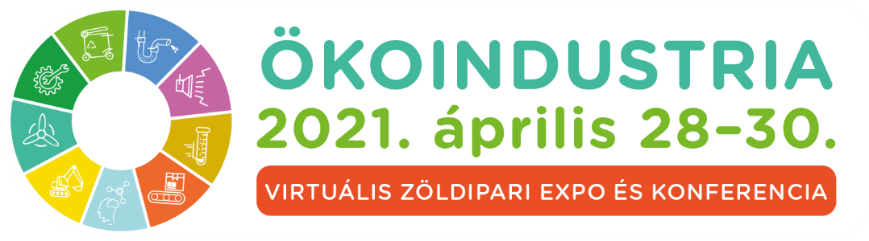 ÖKOINDUSTRIA
2021. április 28–30.
VIRTUÁLIS ZÖLDIPARI EXPO ÉS KONFERENCIA